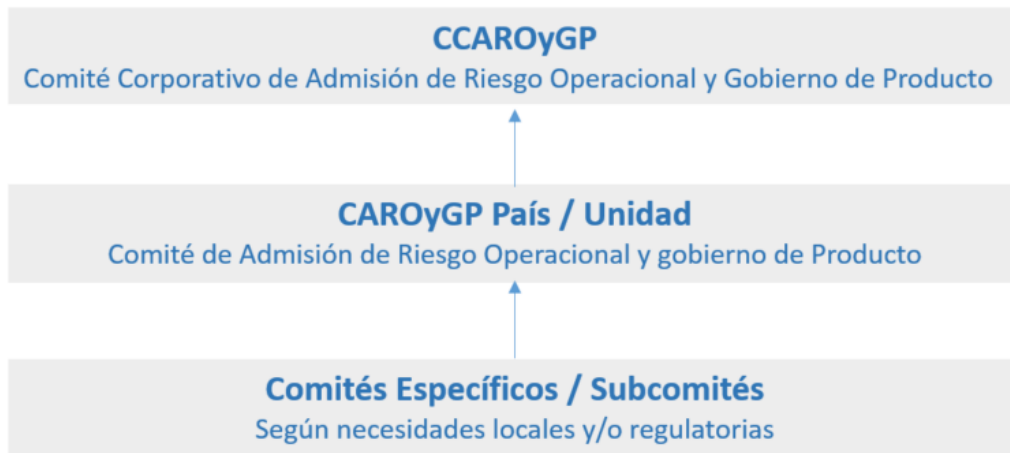 CCAROyGP
Comité Corporativo de Admisión de Riesgo Operacional y Gobierno de Producto
CAROyGP País / Unidad
Comité de Admisión de Riesgo Operacional y gobierno de Producto
Comités Específicos / Subcomités
Según necesidades locales y/o regulatorias